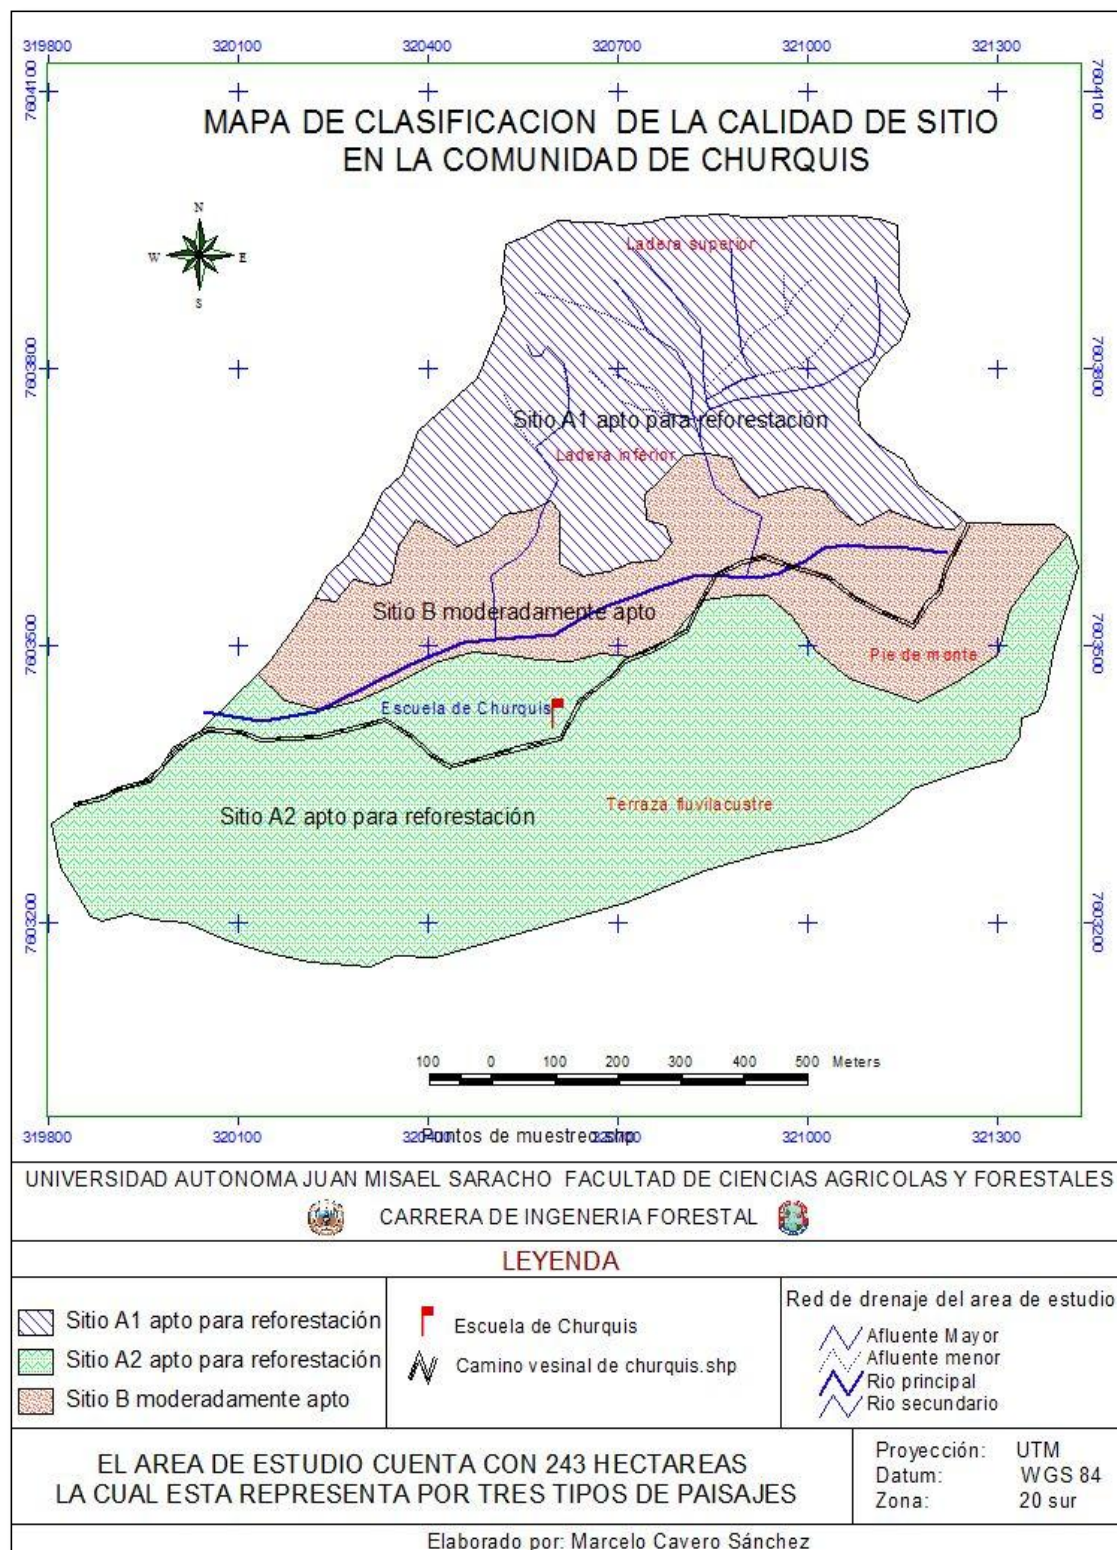 319800 320100 320400 320700 321000 321300
7604100 7604100
MAPA DE CLASIFICACION DE LA CALIDAD DE SITIO
EN LA COMUNIDAD DE CHURQUIS
N
W E
S
Ladera superior
7603800 7603800
Sitio A1 apto para reforestación
Ladera inferior
Sitio B moderadamente apto
7603500 7603500
Pie de monte
Escuela de Churquis
Terraza fluvilacustre
Sitio A2 apto para reforestación
7603200 7603200
100 0 100 200 300 400 500 Meters
319800 320100 320400 320700 321000 321300
Puntos de muestreo.shp
UNIVERSIDAD AUTONOMA JUAN MISAEL SARACHO FACULTAD DE CIENCIAS AGRICOLAS Y FORESTALES
CARRERA DE INGENERIA FORESTAL
LEYENDA
Sitio A1 apto para reforestación
Sitio A2 apto para reforestación
Sitio B moderadamente apto
Escuela de Churquis
Camino vesinal de churquis.shp
Red de drenaje del area de estudio
Afluente Mayor
Afluente menor
Rio principal
Rio secundario
EL AREA DE ESTUDIO CUENTA CON 243 HECTAREAS
LA CUAL ESTA REPRESENTA POR TRES TIPOS DE PAISAJES
Proyección: UTM
Datum: WGS 84
Zona: 20 sur
Elaborado por: Marcelo Cavero Sánchez